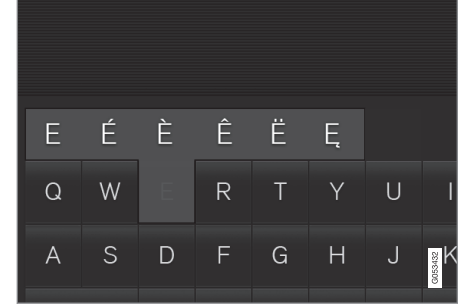 E É È Ê Ë Ę
Q W E R T Y U I
A S D F G H J K
G053432